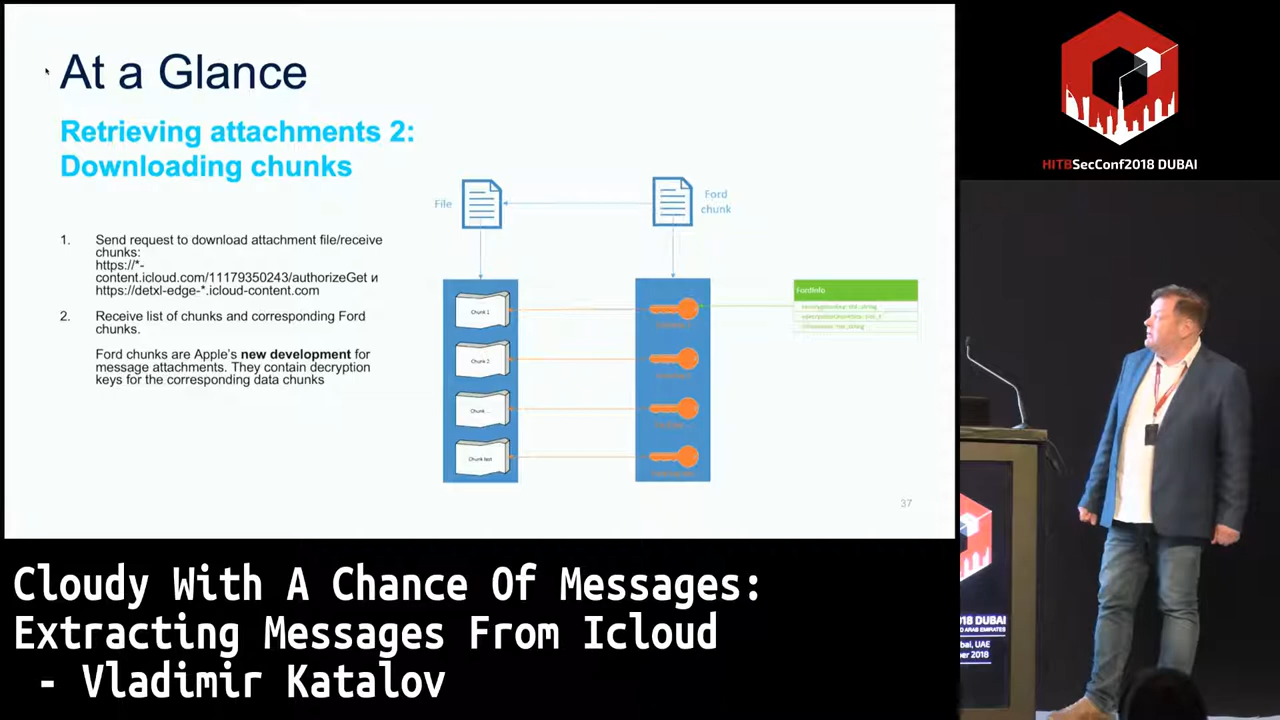 At a Glance
Retrieving attachments 2:
Downloading chunks
1. Send request to download attachment file/receive
chunks:
https://*-
content.icloud.com/11179350243/authorizeGet и
https://detxl-edge-*.icloud-content.com
2. Receive list of chunks and corresponding Ford
chunks.
Ford chunks are Apple's new development for
message attachments. They contain decryption
keys for the corresponding data chunks
File
Ford
chunk
Chunk 1
Chunk 2
Chunk ...
Chunk last
FordInfo
37
HITBSecConf2018 DUBAI
18 DUBAI
Cloudy With A Chance Of Messages:
Extracting Messages From Icloud
- Vladimir Katalov